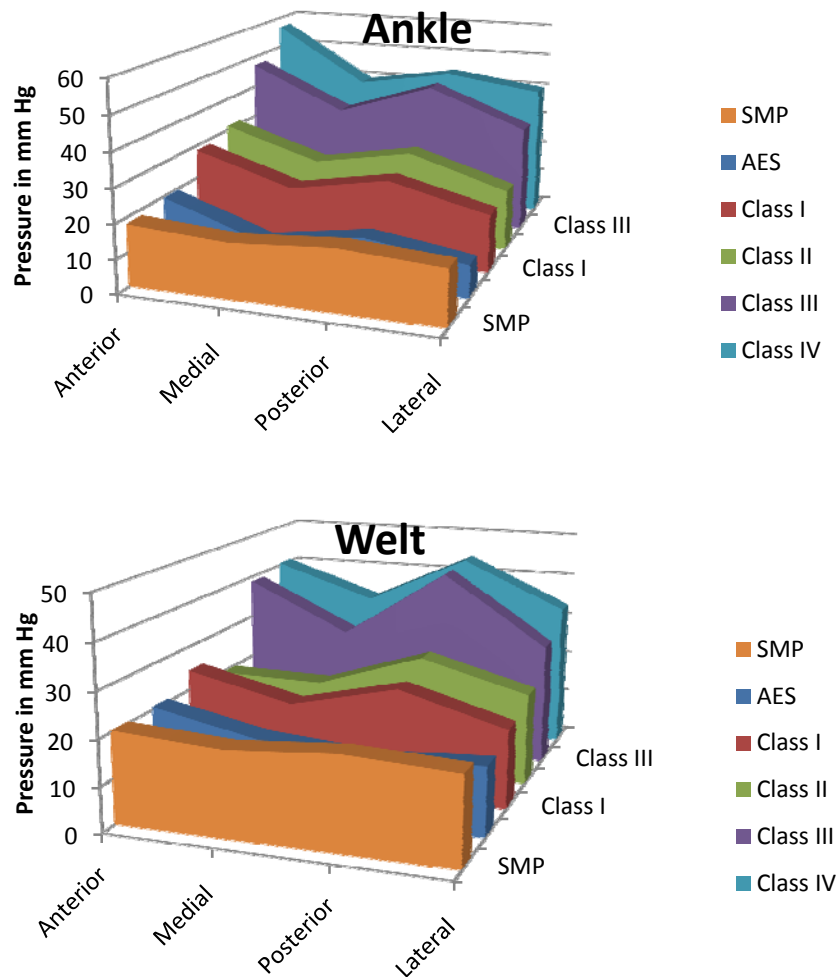 Ankle
Pressure in mm Hg
60
50
40
30
20
10
0
Anterior
Medial
Posterior
Lateral
SMP
Class I
Class III
SMP
AES
Class I
Class II
Class III
Class IV
Welt
Pressure in mm Hg
50
40
30
20
10
0
Anterior
Medial
Posterior
Lateral
SMP
Class I
Class III
SMP
AES
Class I
Class II
Class III
Class IV